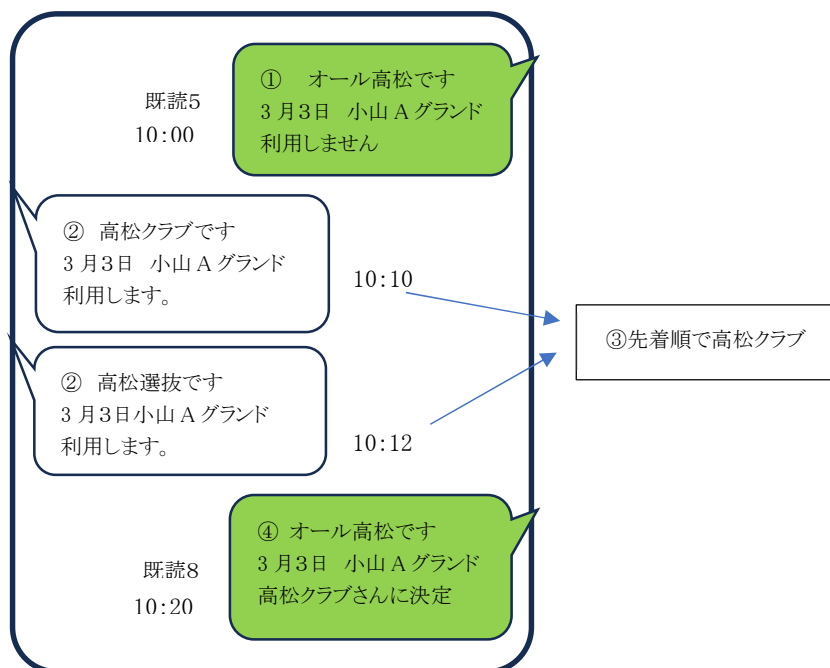 ① オール高松です
3月3日 小山Aグランド
利用しません
既読5
10:00
② 高松クラブです
3月3日 小山Aグランド
利用します。
10:10
③先着順で高松クラブ
② 高松選抜です
3月3日小山Aグランド
利用します。
10:12
④ オール高松です
3月3日 小山Aグランド
高松クラブさんに決定
既読8
10:20